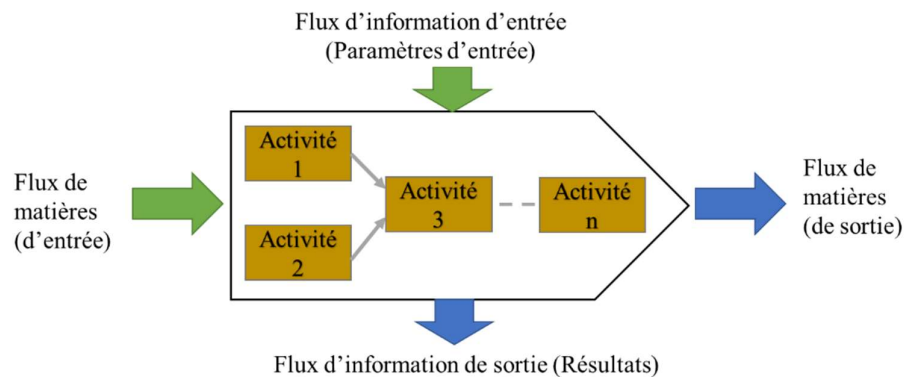 Flux d'information d'entrée
(Paramètres d'entrée)
Flux de
matières
(d'entrée)
Activité
1
Activité
2
Activité
3
Activité
n
Flux de
matières
(de sortie)
Flux d'information de sortie (Résultats)